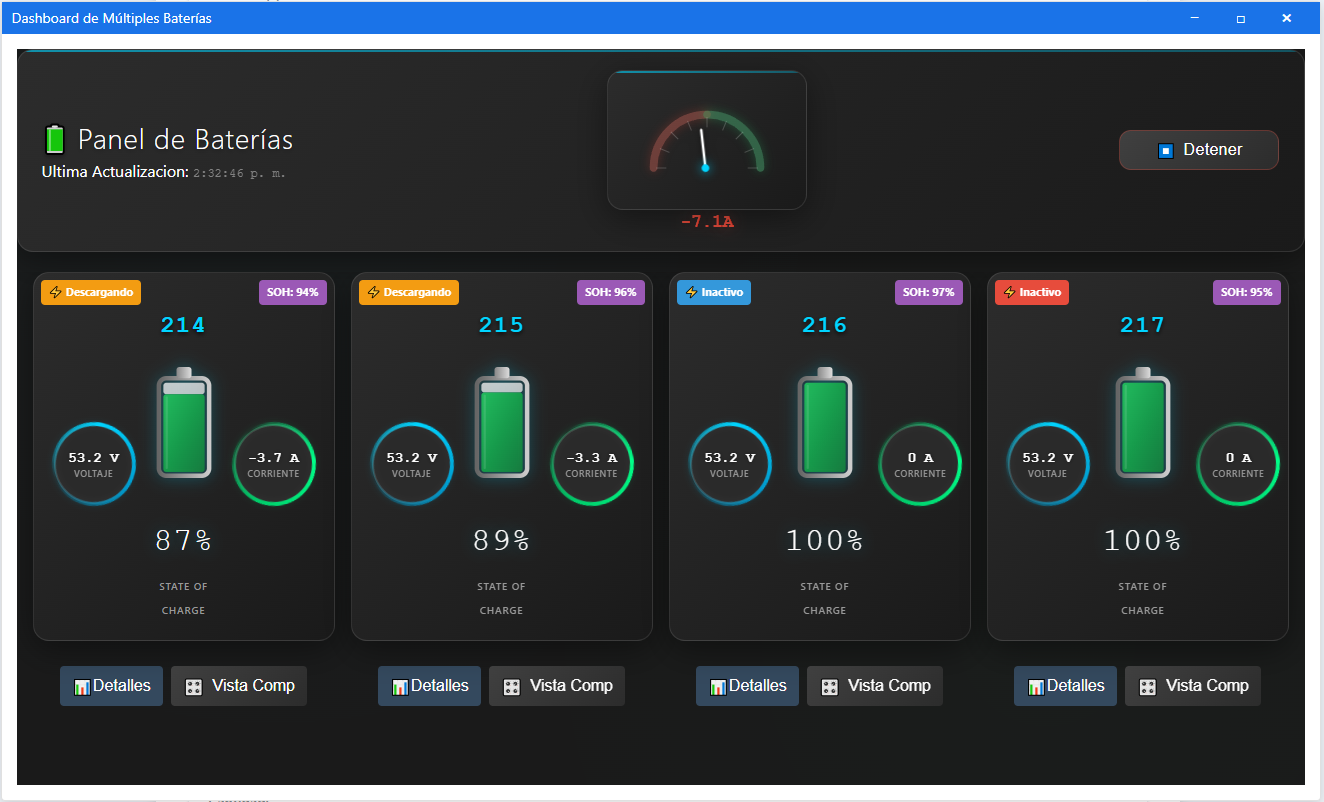 Dashboard de Múltiples Baterías
Panel de Baterías
Ultima Actualizacion: 2:32:46 p. m.
-7.1A
Detener
Descargando SOH: 94%
214
53.2 V
VOLTAJE
-3.7 A
CORRIENTE
87%
STATE OF
CHARGE
Detalles Vista Comp
Descargando SOH: 96%
215
53.2 V
VOLTAJE
-3.3 A
CORRIENTE
89%
STATE OF
CHARGE
Detalles Vista Comp
Inactivo SOH: 97%
216
53.2 V
VOLTAJE
0 A
CORRIENTE
100%
STATE OF
CHARGE
Detalles Vista Comp
Inactivo SOH: 95%
217
53.2 V
VOLTAJE
0 A
CORRIENTE
100%
STATE OF
CHARGE
Detalles Vista Comp